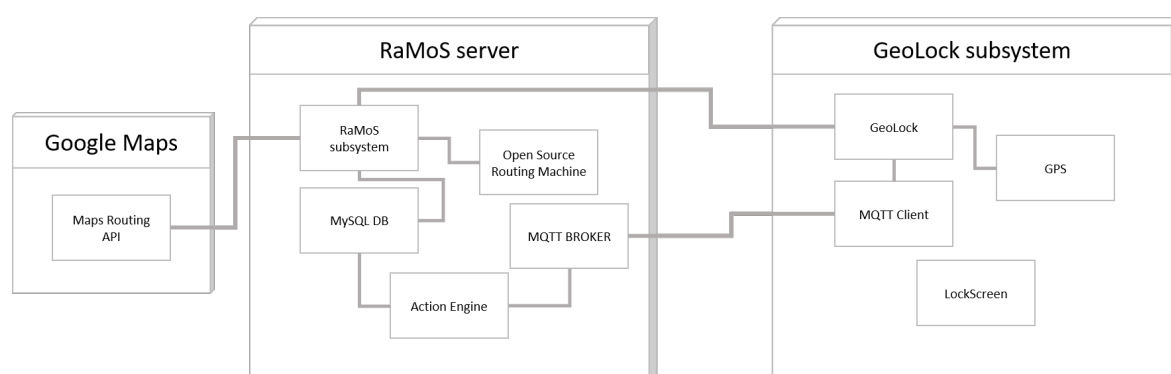 RaMoS server
GeoLock subsystem
Google Maps
Maps Routing
API
RaMoS
subsystem
Open Source
Routing Machine
MySQL DB
MQTT BROKER
Action Engine
GeoLock
GPS
MQTT Client
LockScreen